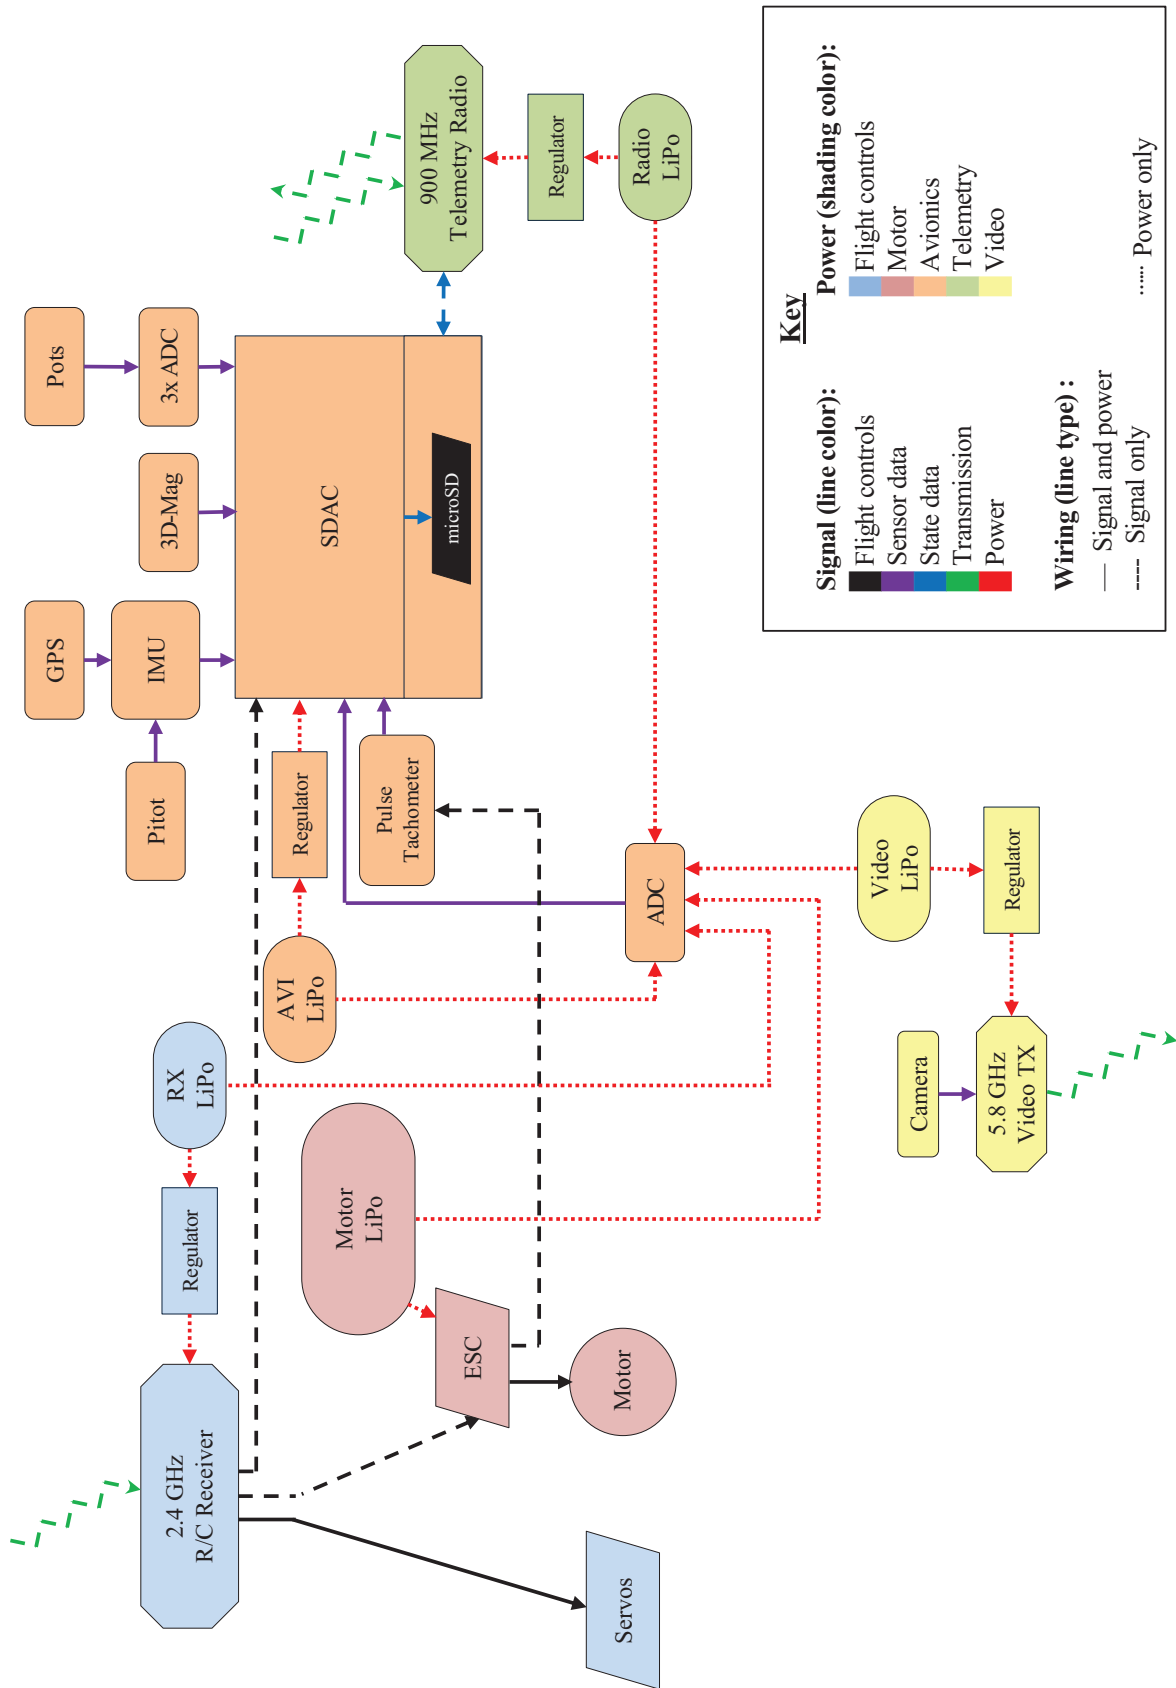 2.4 GHz
R/C Receiver
Regulator
RX
LiPo
Servos
ESC
Motor
Motor
LiPo
AVI
LiPo
Regulator
Pitot
GPS
IMU
3D-Mag
Pots
3x ADC
SDAC
microSD
Pulse
Tachometer
ADC
900 MHz
Telemetry Radio
Regulator
Radio
LiPo
Camera
5.8 GHz
Video TX
Video
LiPo
Regulator
Key
Signal (line color):
Flight controls
Sensor data
State data
Transmission
Power
Power (shading color):
Flight controls
Motor
Avionics
Telemetry
Video
Wiring (line type) :
Signal and power
Signal only
Power only